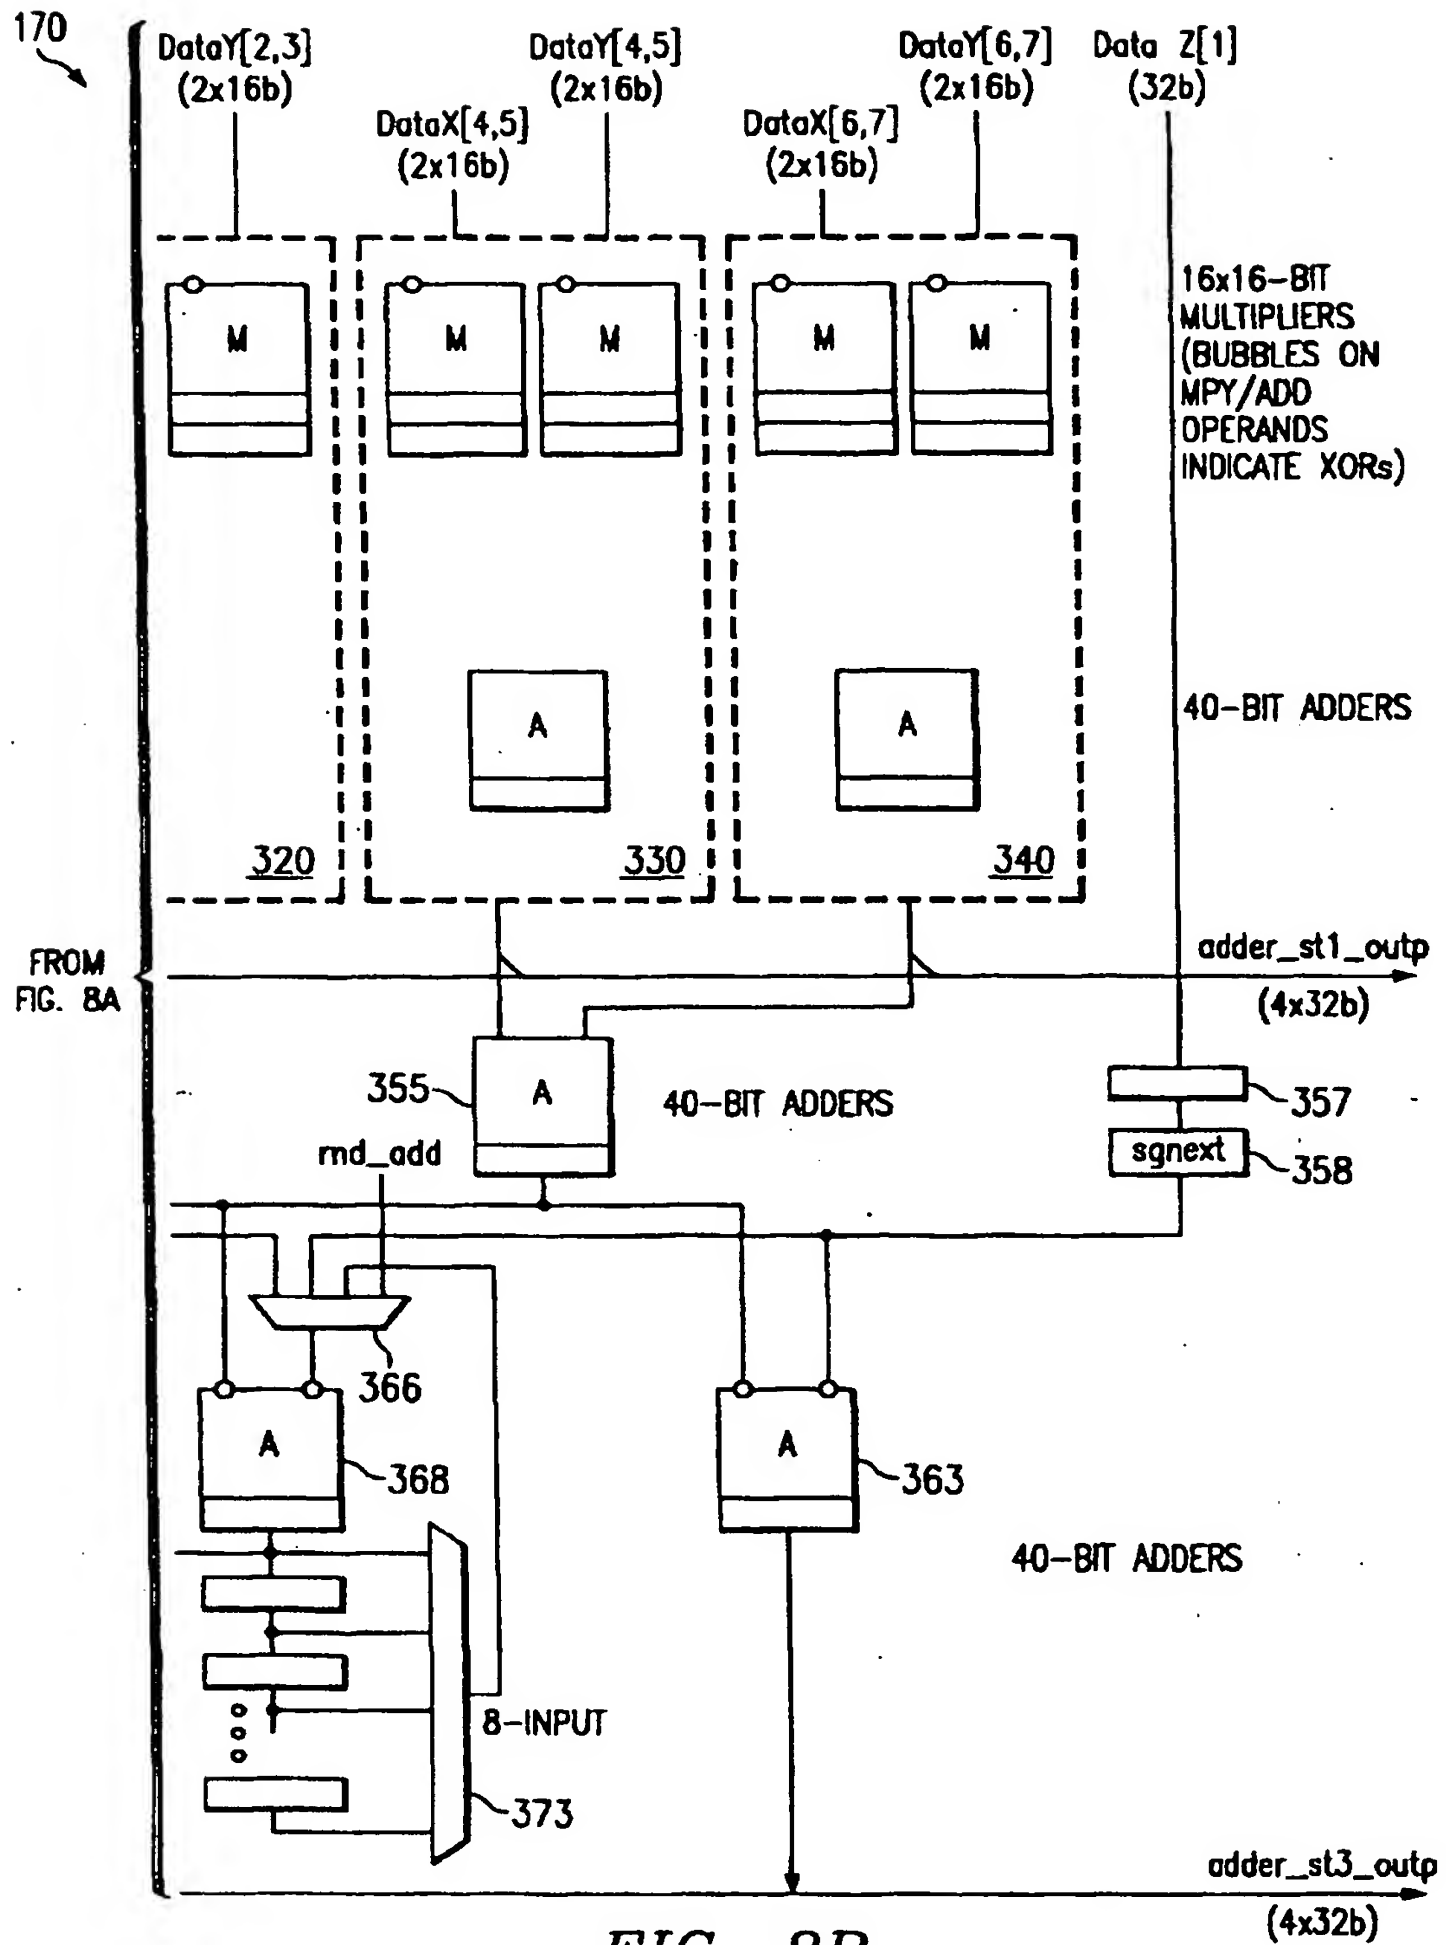 170
DataY[2,3]
(2x16b)
DataY[4,5]
(2x16b)
DataY[6,7]
(2x16b)
Data Z[1]
(32b)
DataX[4,5]
(2x16b)
DataX[6,7]
(2x16b)
M
M
M
M
M
16x16-BIT
MULTIPLIERS
(BUBBLES ON
MPY/ADD
OPERANDS
INDICATE XORs)
A
A
40-BIT ADDERS
320
330
340
FROM
FIG. 8A
adder_st1_outp
(4x32b)
355
A
40-BIT ADDERS
357
sgnext
358
rnd_add
366
A
368
A
363
40-BIT ADDERS
8-INPUT
373
adder_st3_outp
(4x32b)
FIG. 8B